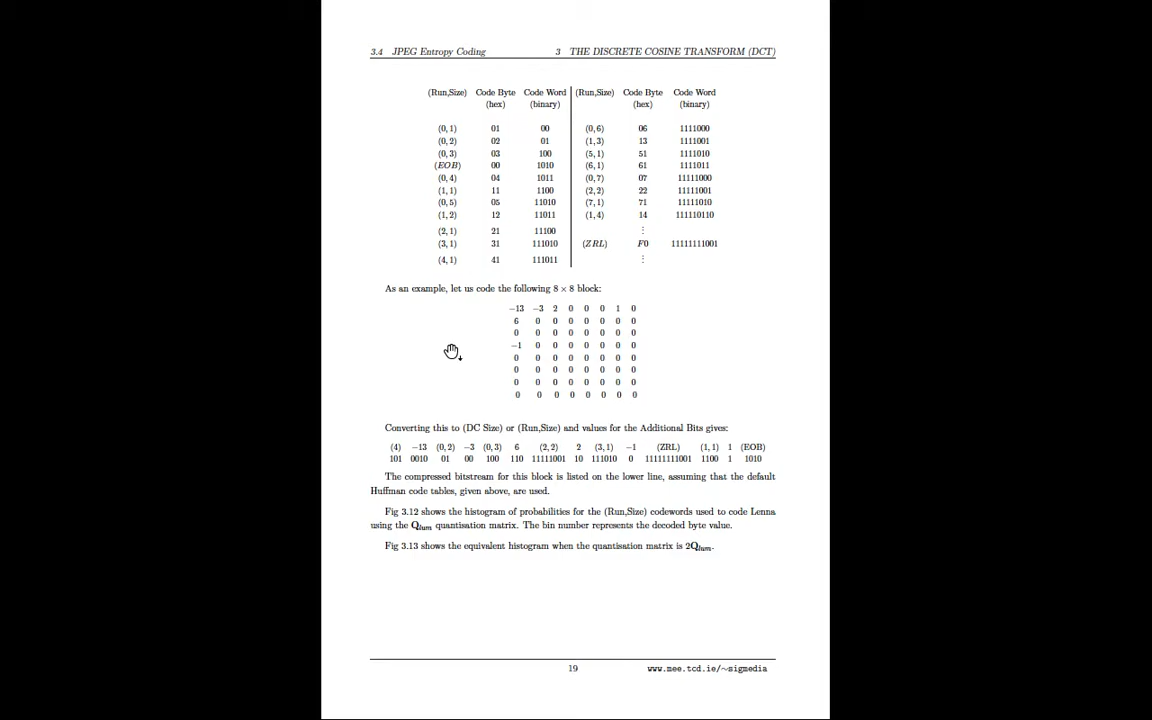 3.4 JPEG Entropy Coding 3 THE DISCRETE COSINE TRANSFORM (DCT)
(Run,Size) Code Byte Code Word (Run,Size) Code Byte Code Word
(hex) (binary) (hex) (binary)
(0, 1) 01 00 (0, 6) 06 1111000
(0, 2) 02 01 (1, 3) 13 1111001
(0, 3) 03 100 (5, 1) 51 1111010
(EOB) 00 1010 (6, 1) 61 1111011
(0, 4) 04 1011 (0, 7) 07 11111000
(1, 1) 11 1100 (2, 2) 22 11111001
(0, 5) 05 11010 (7, 1) 71 11111010
(1, 2) 12 11011 (1, 4) 14 111110110
(2, 1) 21 11100 ⋮
(3, 1) 31 111010 (ZRL) F0 11111111001
(4, 1) 41 111011 ⋮
As an example, let us code the following 8 × 8 block:
−13 −3 2 0 0 0 1 0
6 0 0 0 0 0 0 0
0 0 0 0 0 0 0 0
−1 0 0 0 0 0 0 0
0 0 0 0 0 0 0 0
0 0 0 0 0 0 0 0
0 0 0 0 0 0 0 0
0 0 0 0 0 0 0 0
Converting this to (DC Size) or (Run,Size) and values for the Additional Bits gives:
(4) −13 (0, 2) −3 (0, 3) 6 (2, 2) 2 (3, 1) −1 (ZRL) (1, 1) 1 (EOB)
101 0010 01 00 100 110 11111001 10 111010 0 11111111001 1100 1 1010
The compressed bitstream for this block is listed on the lower line, assuming that the default
Huffman code tables, given above, are used.
Fig 3.12 shows the histogram of probabilities for the (Run,Size) codewords used to code Lenna
using the Qlum quantisation matrix. The bin number represents the decoded byte value.
Fig 3.13 shows the equivalent histogram when the quantisation matrix is 2Qlum.
19 www.mee.tcd.ie/∼sigmedia